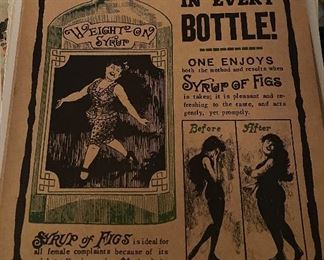 IN EVERY
BOTTLE!
WEIGHT ON
SYRUP
ONE ENJOYS
both the method and results when
SYRUP OF FIGS
is taken; it is pleasant and re-
freshing to the taste, and acts
gently, yet promptly.
Before
After
SYRUP OF FIGS is ideal for
all female complaints because of its